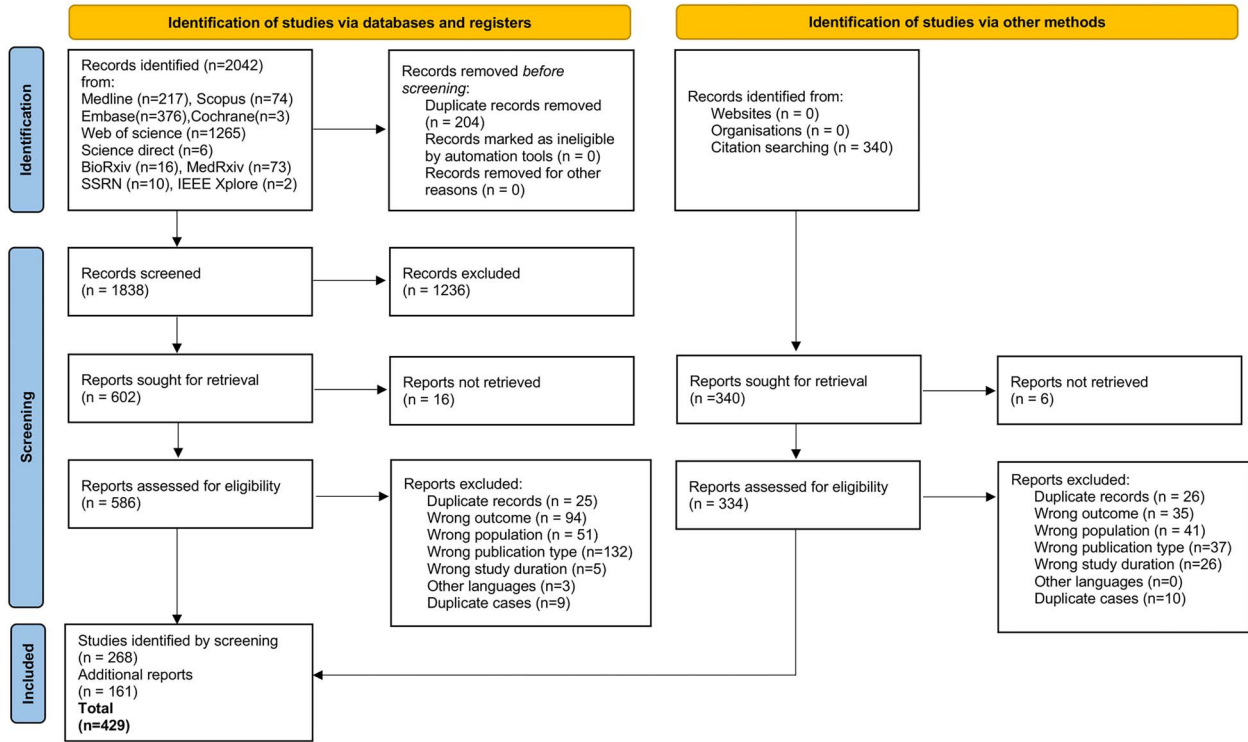 Identification of studies via databases and registers
Identification of studies via other methods
Identification
Records identified (n=2042)
from:
Medline (n=217), Scopus (n=74)
Embase(n=376),Cochrane(n=3)
Web of science (n=1265)
Science direct (n=6)
BioRxiv (n=16), MedRxiv (n=73)
SSRN (n=10), IEEE Xplore (n=2)
Records removed before
screening:
Duplicate records removed
(n = 204)
Records marked as ineligible
by automation tools (n = 0)
Records removed for other
reasons (n = 0)
Records identified from:
Websites (n = 0)
Organisations (n = 0)
Citation searching (n = 340)
Screening
Records screened
(n = 1838)
Records excluded
(n = 1236)
Reports sought for retrieval
(n = 602)
Reports not retrieved
(n = 16)
Reports sought for retrieval
(n =340)
Reports not retrieved
(n = 6)
Reports assessed for eligibility
(n = 586)
Reports excluded:
Duplicate records (n = 25)
Wrong outcome (n = 94)
Wrong population (n = 51)
Wrong publication type (n=132)
Wrong study duration (n=5)
Other languages (n=3)
Duplicate cases (n=9)
Reports assessed for eligibility
(n = 334)
Reports excluded:
Duplicate records (n = 26)
Wrong outcome (n = 35)
Wrong population (n = 41)
Wrong publication type (n=37)
Wrong study duration (n=26)
Other languages (n=0)
Duplicate cases (n=10)
Included
Studies identified by screening
(n = 268)
Additional reports
(n = 161)
Total
(n=429)